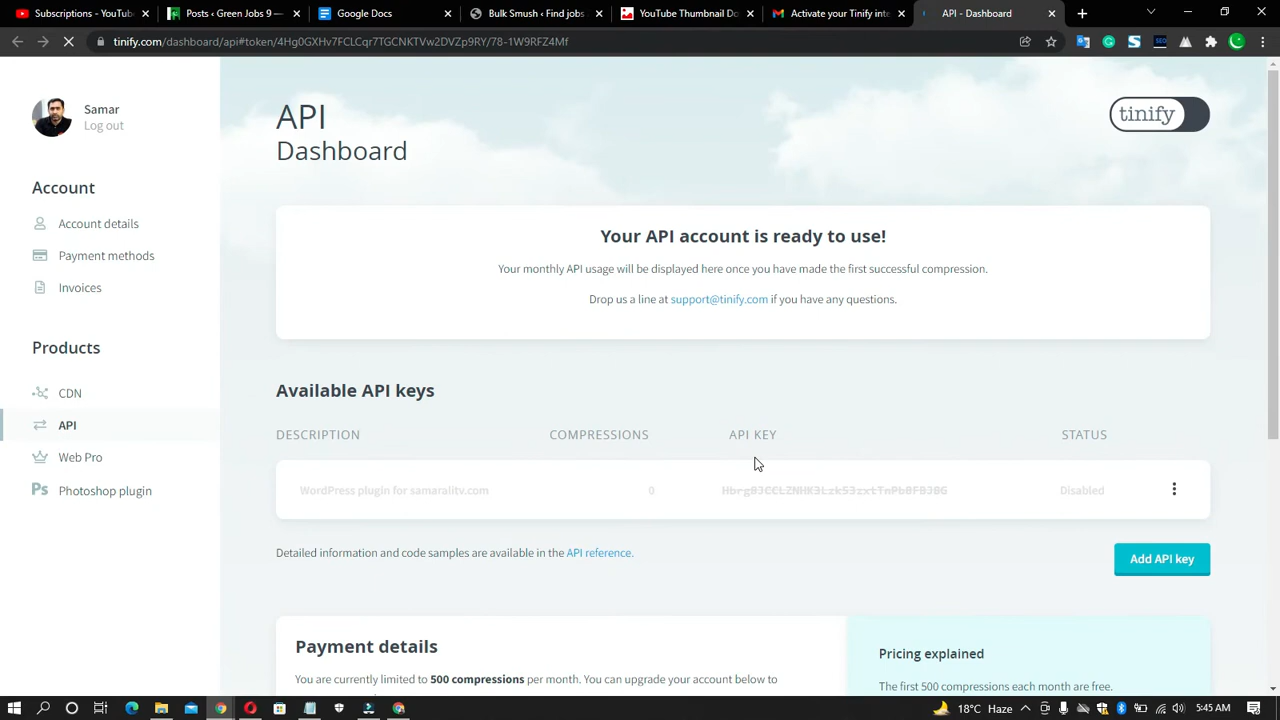 Subscriptions - YouTu
Posts ‹ Green Jobs 9 –
Google Docs
Bulk Smush ‹ Find jobs
YouTube Thumbnail Do
Activate your Tinify inte
API - Dashboard
tinify.com/dashboard/api#token/4Hg0GXHv7FCLCqr7TGCNKTVw2DVZp9RY/78-1W9RFZ4Mf
Samar
Log out
Account
Account details
Payment methods
Invoices
Products
CDN
API
Web Pro
Ps Photoshop plugin
API
Dashboard
tinify
Your API account is ready to use!
Your monthly API usage will be displayed here once you have made the first successful compression.
Drop us a line at support@tinify.com if you have any questions.
Available API keys
DESCRIPTION COMPRESSIONS API KEY STATUS
WordPress plugin for samaralitv.com 0 Disabled
Detailed information and code samples are available in the API reference.
Add API key
Payment details
You are currently limited to 500 compressions per month. You can upgrade your account below to
Pricing explained
The first 500 compressions each month are free.
18°C Haze
5:45 AM